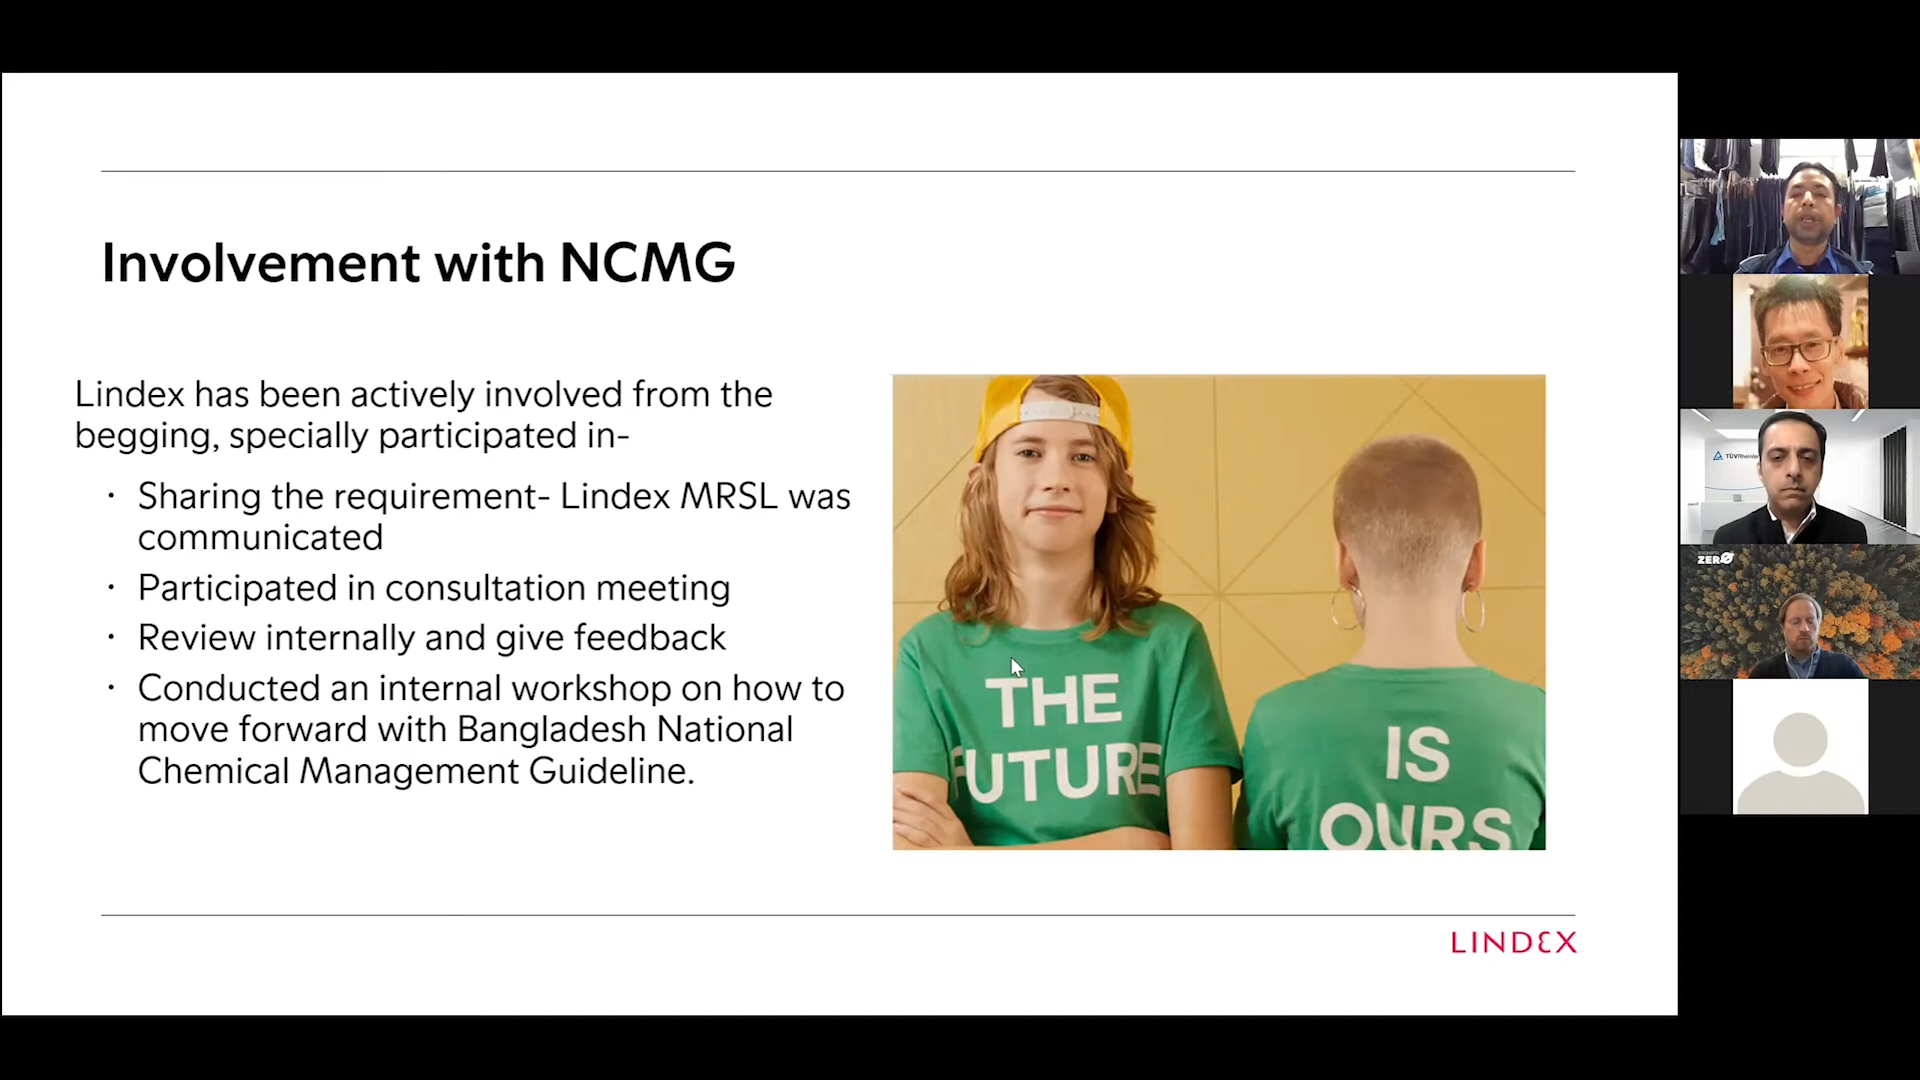 Involvement with NCMG
Lindex has been actively involved from the
begging, specially participated in-
· Sharing the requirement- Lindex MRSL was
communicated
· Participated in consultation meeting
· Review internally and give feedback
· Conducted an internal workshop on how to
move forward with Bangladesh National
Chemical Management Guideline.
THE
FUTURE
IS
OURS
LINDEX
TÜVRheinlan
ZERO